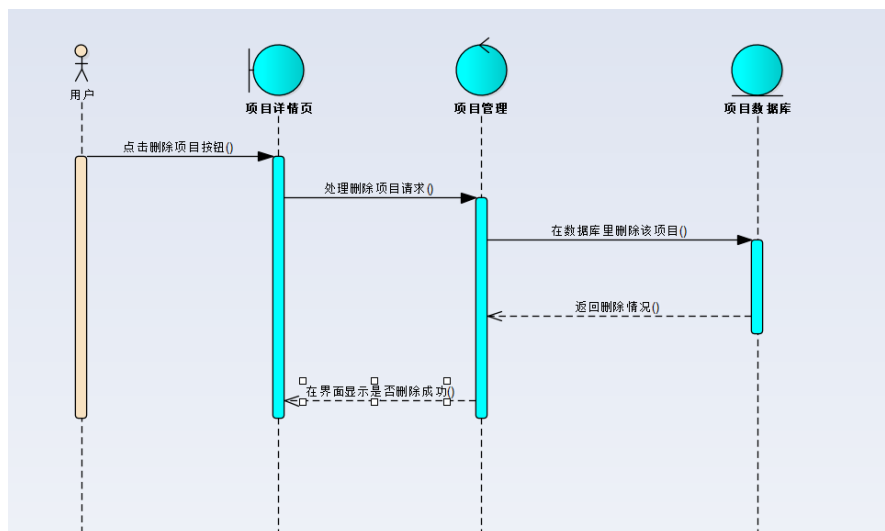 用户
项目详情页
项目管理
项目数据库
点击删除项目按钮()
处理删除项目请求()
在数据库里删除该项目()
返回删除情况()
在界面显示是否删除成功()